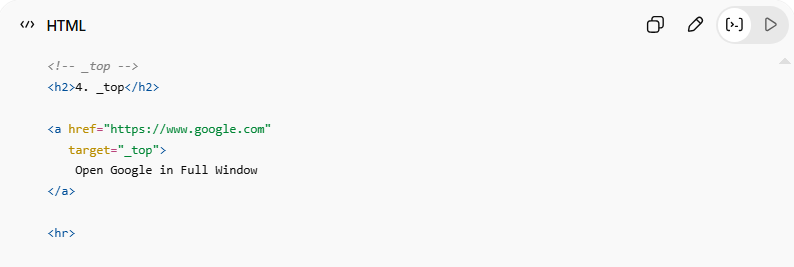 HTML
<!-- _top -->
<h2>4. _top</h2>
<a href="https://www.google.com"
target="_top">
Open Google in Full Window
</a>
<hr>